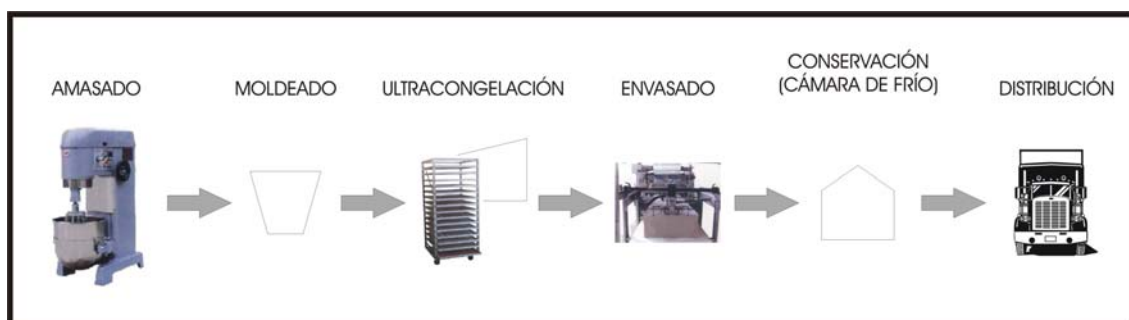 AMASADO
MOLDEADO
ULTRACONGELACIÓN
ENVASADO
CONSERVACIÓN
(CÁMARA DE FRÍO)
DISTRIBUCIÓN